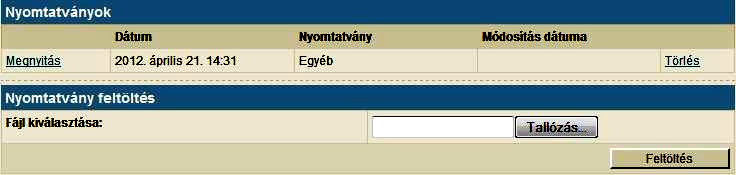 Nyomtatványok
Dátum Nyomtatvány Módosítás dátuma
Megnyitás 2012. április 21. 14:31 Egyéb Törlés
Nyomtatvány feltöltés
Fájl kiválasztása: Tallózás...
Feltöltés